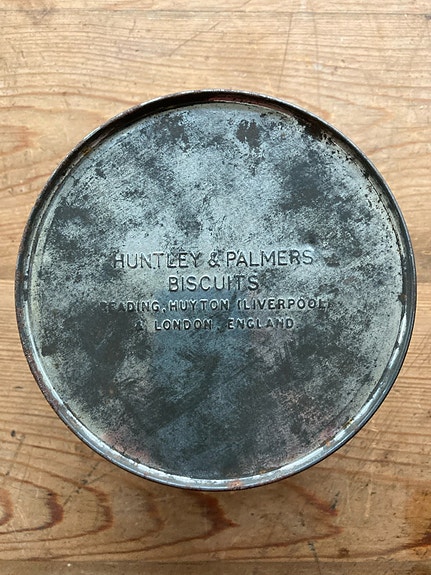 HUNTLEY & PALMERS
BISCUITS
READING, HUYTON (LIVERPOOL)
& LONDON, ENGLAND